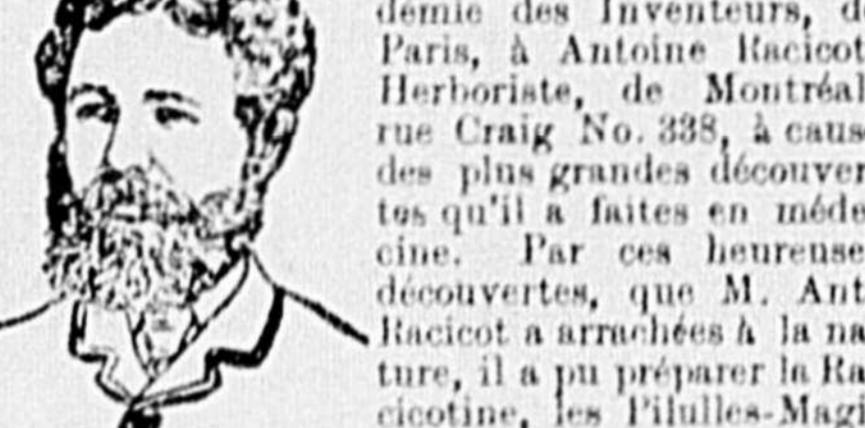 démie des Inventeurs, d
Paris, à Antoine Racicot
Herboriste, de Montréal
rue Craig No. 338, à caus
des plus grandes découver
tes qu'il a faites en méde
cine. Par ces heureuse
découvertes, que M. Ant
Racicot a arrachées à la na
ture, il a pu préparer la Ra
cicotine, les Pilulles-Magi